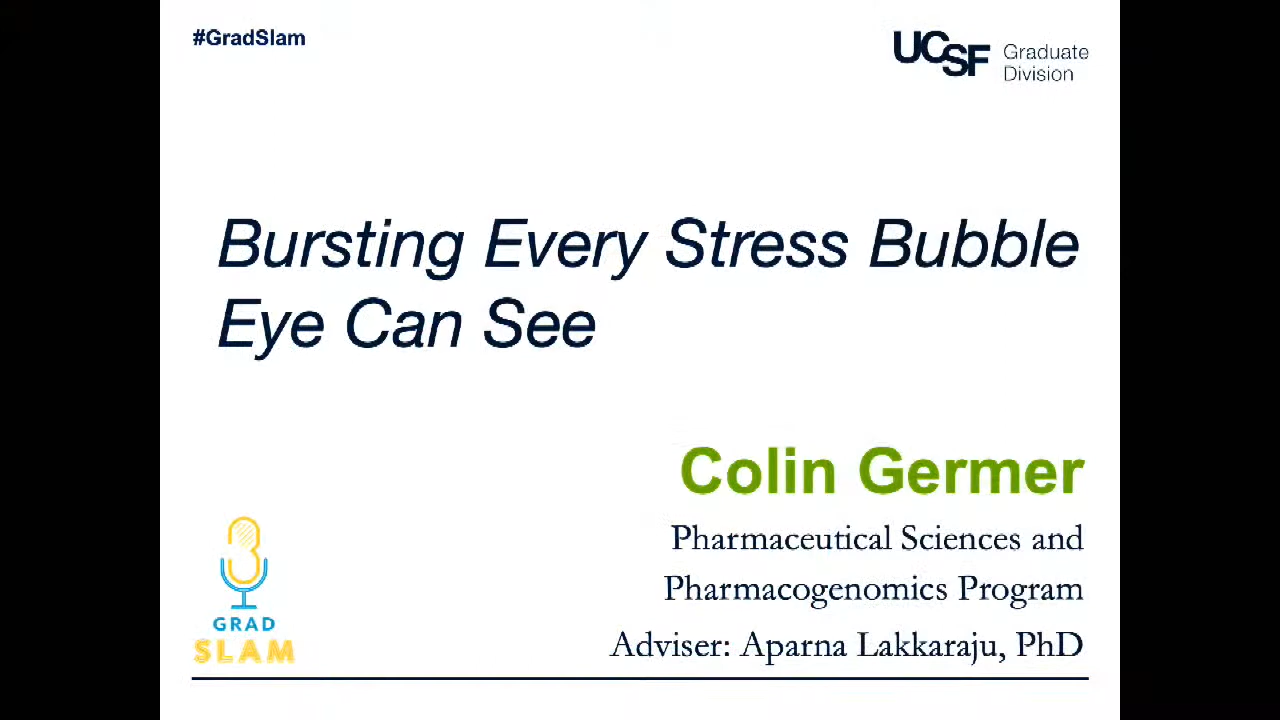 #GradSlam
UCSF Graduate
Division
Bursting Every Stress Bubble
Eye Can See
Colin Germer
Pharmaceutical Sciences and
Pharmacogenomics Program
Adviser: Aparna Lakkaraju, PhD
3
GRAD
SLAM